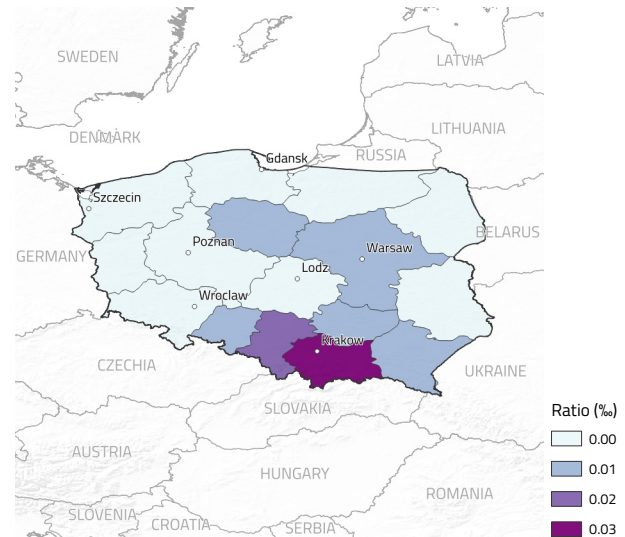 SWEDEN
LATVIA
LITHUANIA
DENMARK
RUSSIA
Gdansk
Szczecin
BELARUS
Poznan
Warsaw
GERMANY
Lodz
Wroclaw
Krakow
CZECHIA
UKRAINE
SLOVAKIA
Ratio (‰)
0.00
AUSTRIA
0.01
HUNGARY
ROMANIA
0.02
SLOVENIA
CROATIA
SERBIA
0.03